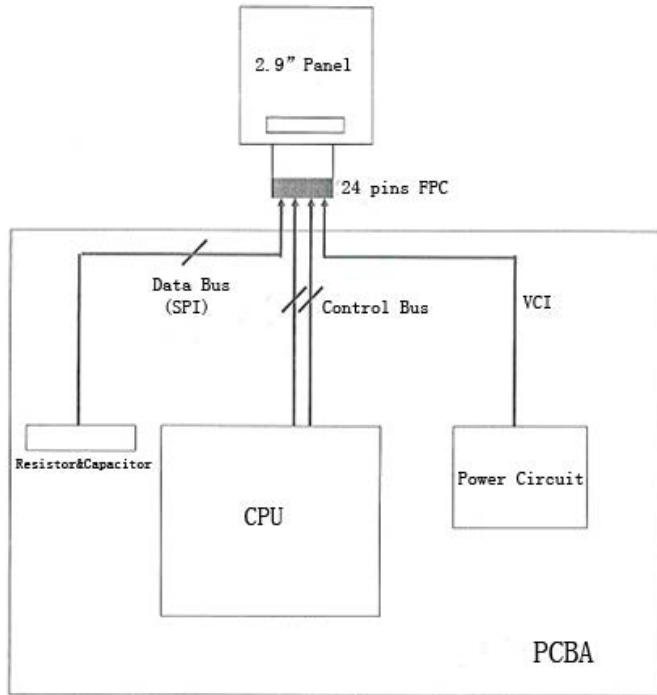 2.9” Panel
24 pins FPC
Data Bus
(SPI)
Control Bus
VCI
Resistor&Capacitor
CPU
Power Circuit
PCBA